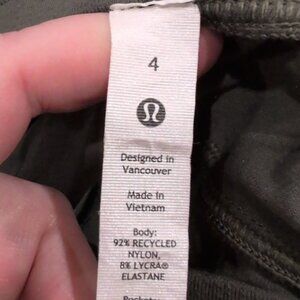 4
Designed in
Vancouver
Made in
Vietnam
Body:
92% RECYCLED
NYLON,
8% LYCRA®
ELASTANE